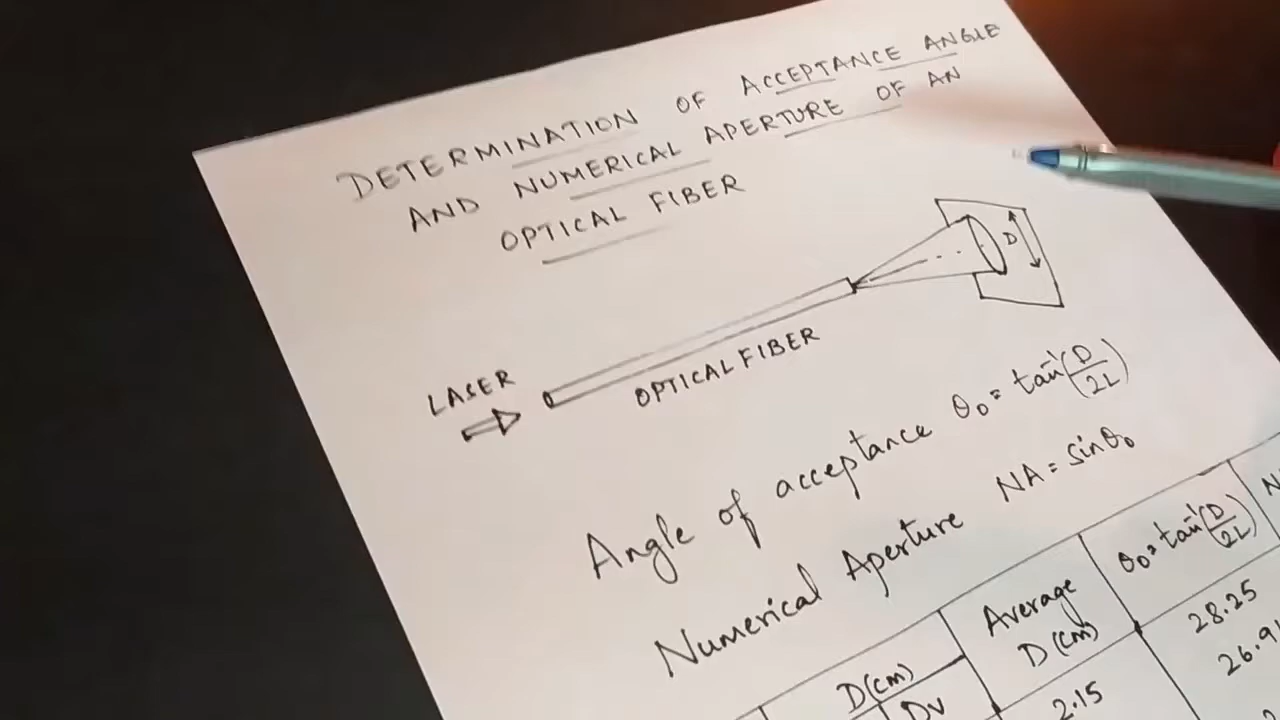 DETERMINATION OF ACCEPTANCE ANGLE
AND NUMERICAL APERTURE OF AN
OPTICAL FIBER
D
LASER
OPTICAL FIBER
Angle of acceptance θ₀ = tan⁻¹(D/2L)
Numerical Aperture NA = sinθ₀
D(cm)
Dv
Average
D(cm)
θ₀ = tan⁻¹(D/2L)
2.15
28.25